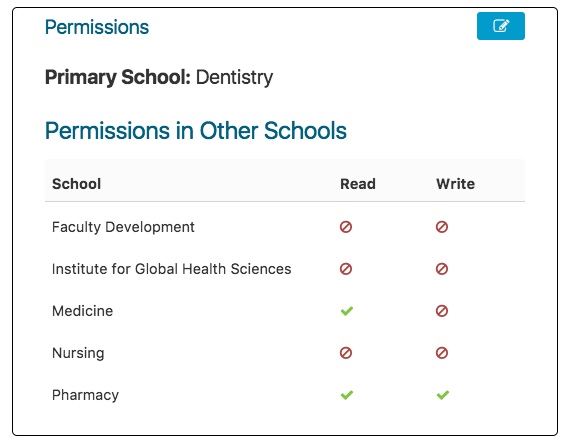 Permissions
Primary School: Dentistry
Permissions in Other Schools
School Read Write
Faculty Development
Institute for Global Health Sciences
Medicine
Nursing
Pharmacy